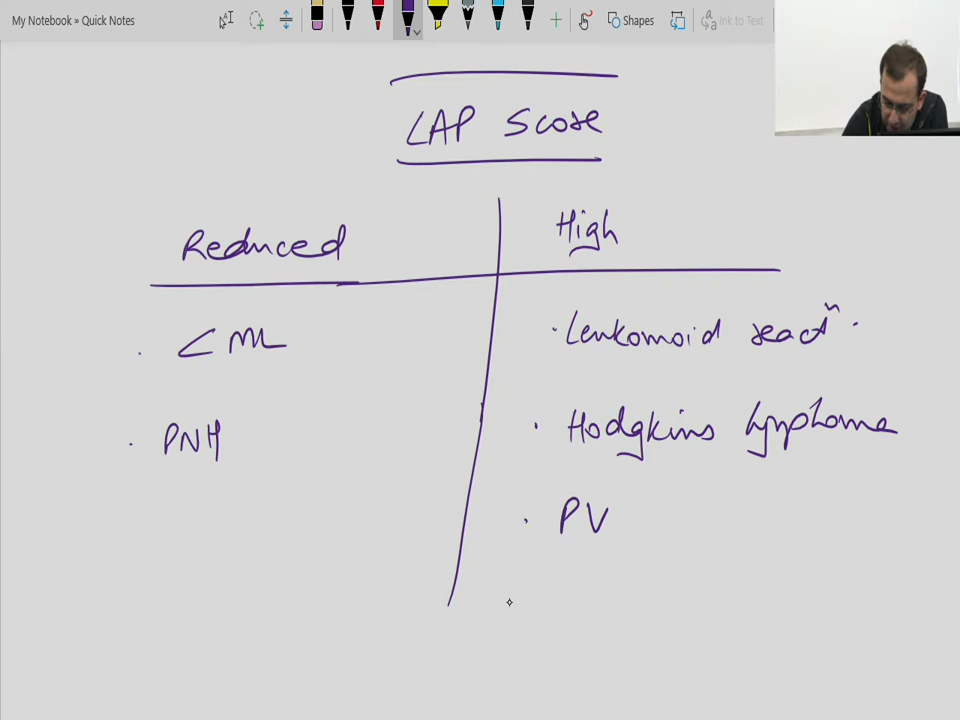 My Notebook » Quick Notes
Shapes
Ink to Text
LAP Score
Reduced
High
· CML
· Leukomoid reactⁿ ·
· PNH
· Hodgkins lymphoma
· PV